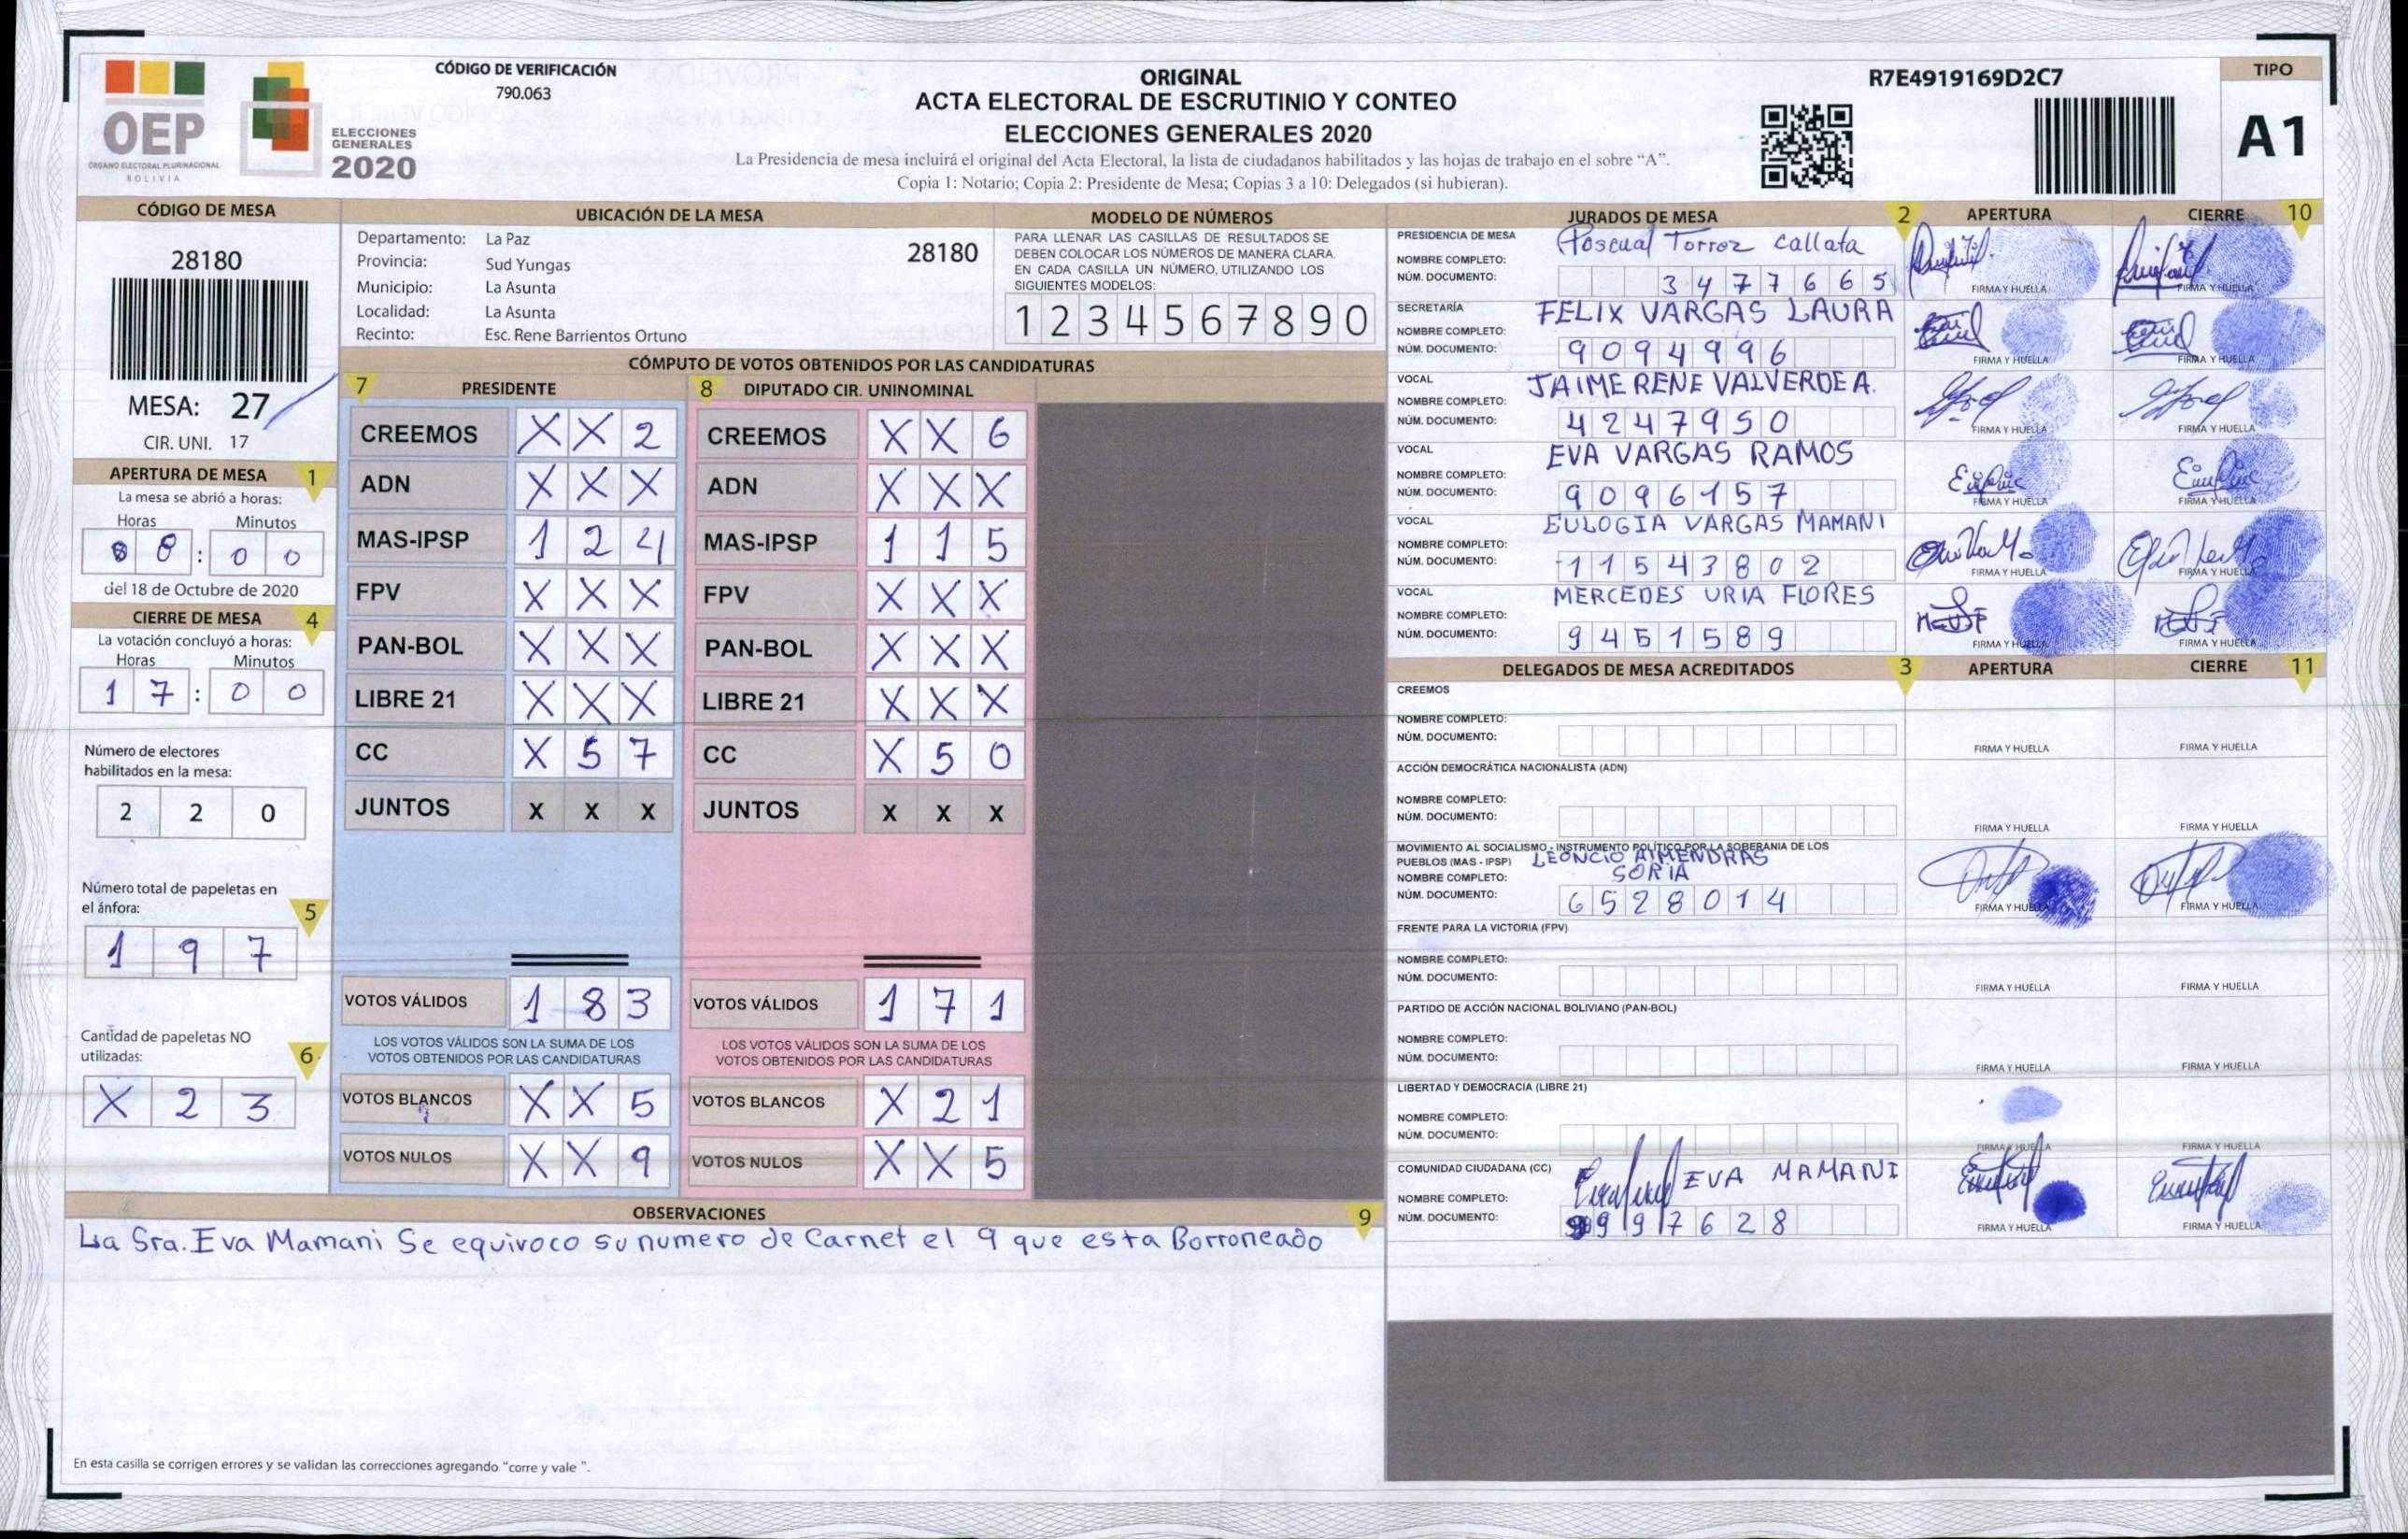 OEP
ÓRGANO ELECTORAL PLURINACIONAL
BOLIVIA
ELECCIONES
GENERALES
2020
CÓDIGO DE VERIFICACIÓN
790.063
ORIGINAL
ACTA ELECTORAL DE ESCRUTINIO Y CONTEO
ELECCIONES GENERALES 2020
La Presidencia de mesa incluirá el original del Acta Electoral, la lista de ciudadanos habilitados y las hojas de trabajo en el sobre “A”.
Copia 1: Notario; Copia 2: Presidente de Mesa; Copias 3 a 10: Delegados (si hubieran).
R7E4919169D2C7
TIPO
A1
CÓDIGO DE MESA
28180
MESA: 27
CIR. UNI. 17
APERTURA DE MESA 1
La mesa se abrió a horas:
Horas Minutos
0 8 : 0 0
del 18 de Octubre de 2020
CIERRE DE MESA 4
La votación concluyó a horas:
Horas Minutos
1 7 : 0 0
Número de electores
habilitados en la mesa:
2 2 0
Número total de papeletas en
el ánfora: 5
1 9 7
Cantidad de papeletas NO
utilizadas: 6
X 2 3
UBICACIÓN DE LA MESA
Departamento: La Paz 28180
Provincia: Sud Yungas
Municipio: La Asunta
Localidad: La Asunta
Recinto: Esc. Rene Barrientos Ortuno
MODELO DE NÚMEROS
PARA LLENAR LAS CASILLAS DE RESULTADOS SE
DEBEN COLOCAR LOS NÚMEROS DE MANERA CLARA
EN CADA CASILLA UN NÚMERO, UTILIZANDO LOS
SIGUIENTES MODELOS:
1 2 3 4 5 6 7 8 9 0
CÓMPUTO DE VOTOS OBTENIDOS POR LAS CANDIDATURAS
7 PRESIDENTE
CREEMOS X X 2
ADN X X X
MAS-IPSP 1 2 4
FPV X X X
PAN-BOL X X X
LIBRE 21 X X X
CC X 5 7
JUNTOS X X X
VOTOS VÁLIDOS 1 8 3
LOS VOTOS VÁLIDOS SON LA SUMA DE LOS
VOTOS OBTENIDOS POR LAS CANDIDATURAS
VOTOS BLANCOS X X 5
VOTOS NULOS X X 9
8 DIPUTADO CIR. UNINOMINAL
CREEMOS X X 6
ADN X X X
MAS-IPSP 1 1 5
FPV X X X
PAN-BOL X X X
LIBRE 21 X X X
CC X 5 0
JUNTOS X X X
VOTOS VÁLIDOS 1 7 1
LOS VOTOS VÁLIDOS SON LA SUMA DE LOS
VOTOS OBTENIDOS POR LAS CANDIDATURAS
VOTOS BLANCOS X 2 1
VOTOS NULOS X X 5
OBSERVACIONES 9
La Sra. Eva Mamani Se equivoco su numero de Carnet el 9 que esta Borroneado
En esta casilla se corrigen errores y se validan las correcciones agregando “corre y vale ”.
JURADOS DE MESA 2 APERTURA CIERRE 10
PRESIDENCIA DE MESA Pascual Torrez Callata
NOMBRE COMPLETO:
NÚM. DOCUMENTO: 3 4 7 7 6 6 5 FIRMA Y HUELLA FIRMA Y HUELLA
SECRETARÍA FELIX VARGAS LAURA
NOMBRE COMPLETO:
NÚM. DOCUMENTO: 9 0 9 4 9 9 6 FIRMA Y HUELLA FIRMA Y HUELLA
VOCAL JAIME RENE VALVERDE A.
NOMBRE COMPLETO:
NÚM. DOCUMENTO: 4 2 4 7 9 5 0 FIRMA Y HUELLA FIRMA Y HUELLA
VOCAL EVA VARGAS RAMOS
NOMBRE COMPLETO:
NÚM. DOCUMENTO: 9 0 9 6 1 5 7 FIRMA Y HUELLA FIRMA Y HUELLA
VOCAL EULOGIA VARGAS MAMANI
NOMBRE COMPLETO:
NÚM. DOCUMENTO: 1 1 5 4 3 8 0 2 FIRMA Y HUELLA FIRMA Y HUELLA
VOCAL MERCEDES URIA FLORES
NOMBRE COMPLETO:
NÚM. DOCUMENTO: 9 4 5 1 5 8 9 FIRMA Y HUELLA FIRMA Y HUELLA
DELEGADOS DE MESA ACREDITADOS 3 APERTURA CIERRE 11
CREEMOS
NOMBRE COMPLETO:
NÚM. DOCUMENTO: FIRMA Y HUELLA FIRMA Y HUELLA
ACCIÓN DEMOCRÁTICA NACIONALISTA (ADN)
NOMBRE COMPLETO:
NÚM. DOCUMENTO: FIRMA Y HUELLA FIRMA Y HUELLA
MOVIMIENTO AL SOCIALISMO - INSTRUMENTO POLÍTICO POR LA SOBERANIA DE LOS
PUEBLOS (MAS - IPSP) LEONCIO AIMENDRAS
NOMBRE COMPLETO: SORIA
NÚM. DOCUMENTO: 6 5 2 8 0 1 4 FIRMA Y HUELLA FIRMA Y HUELLA
FRENTE PARA LA VICTORIA (FPV)
NOMBRE COMPLETO:
NÚM. DOCUMENTO: FIRMA Y HUELLA FIRMA Y HUELLA
PARTIDO DE ACCIÓN NACIONAL BOLIVIANO (PAN-BOL)
NOMBRE COMPLETO:
NÚM. DOCUMENTO: FIRMA Y HUELLA FIRMA Y HUELLA
LIBERTAD Y DEMOCRACIA (LIBRE 21)
NOMBRE COMPLETO:
NÚM. DOCUMENTO: FIRMA Y HUELLA FIRMA Y HUELLA
COMUNIDAD CIUDADANA (CC) EVA MAMANI
NOMBRE COMPLETO:
NÚM. DOCUMENTO: 9 9 9 7 6 2 8 FIRMA Y HUELLA FIRMA Y HUELLA